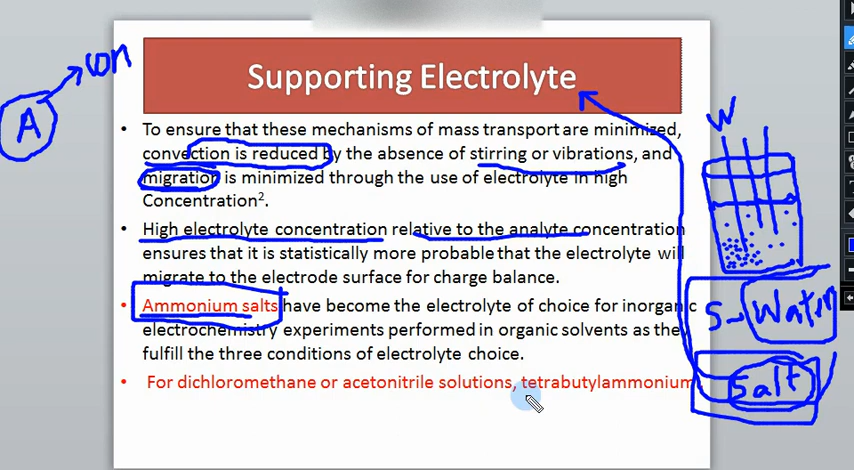 Supporting Electrolyte
A
ion
• To ensure that these mechanisms of mass transport are minimized,
convection is reduced by the absence of stirring or vibrations, and
migration is minimized through the use of electrolyte in high
Concentration².
• High electrolyte concentration relative to the analyte concentration
ensures that it is statistically more probable that the electrolyte will
migrate to the electrode surface for charge balance.
• Ammonium salts have become the electrolyte of choice for inorganic
electrochemistry experiments performed in organic solvents as they
fulfill the three conditions of electrolyte choice.
• For dichloromethane or acetonitrile solutions, tetrabutylammonium
W
S - Water
Salt